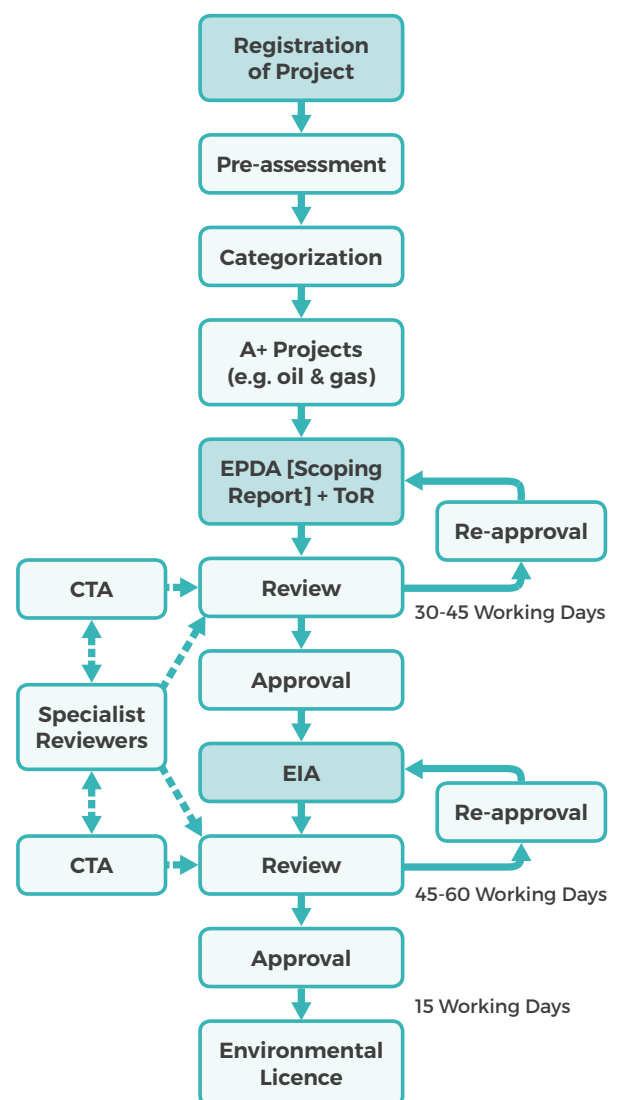 Registration
of Project
Pre-assessment
Categorization
A+ Projects
(e.g. oil & gas)
EPDA [Scoping
Report] + ToR
Re-approval
CTA
Review
30-45 Working Days
Approval
Specialist
Reviewers
EIA
Re-approval
CTA
Review
45-60 Working Days
Approval
15 Working Days
Environmental
Licence